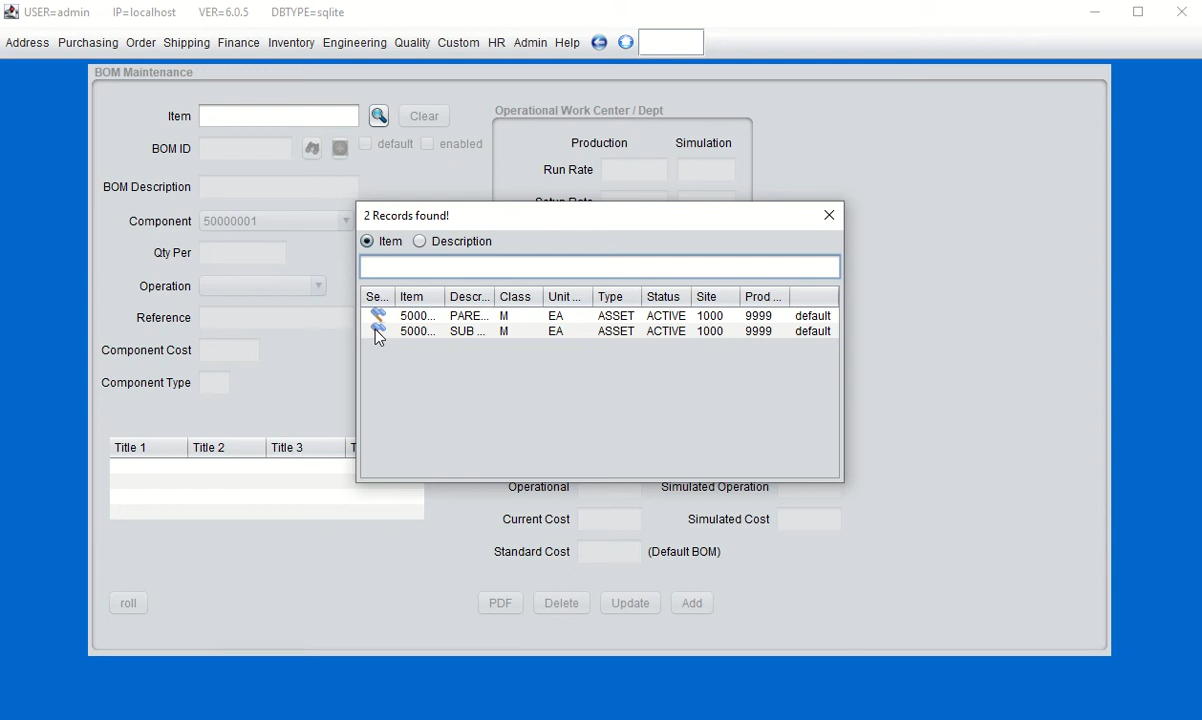 USER=admin IP=localhost VER=6.0.5 DBTYPE=sqlite
Address Purchasing Order Shipping Finance Inventory Engineering Quality Custom HR Admin Help
BOM Maintenance
Item Clear
BOM ID default enabled
BOM Description
Component 50000001
Qty Per
Operation
Reference
Component Cost
Component Type
Operational Work Center / Dept
Production Simulation
Run Rate
Setup Rate
2 Records found!
Item Description
Se... Item Descr... Class Unit ... Type Status Site Prod ...
5000... PARE... M EA ASSET ACTIVE 1000 9999 default
5000... SUB ... M EA ASSET ACTIVE 1000 9999 default
Title 1 Title 2 Title 3 T
Operational Simulated Operation
Current Cost Simulated Cost
Standard Cost (Default BOM)
roll PDF Delete Update Add